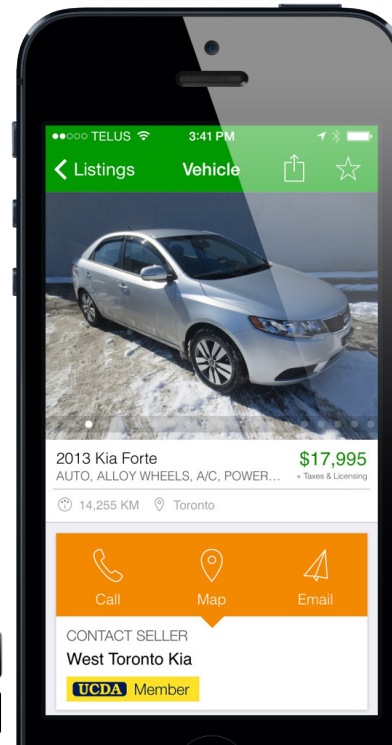 TELUS 3:41 PM
Listings Vehicle
2013 Kia Forte $17,995
AUTO, ALLOY WHEELS, A/C, POWER... + Taxes & Licensing
14,255 KM Toronto
Call Map Email
CONTACT SELLER
West Toronto Kia
UCDA Member